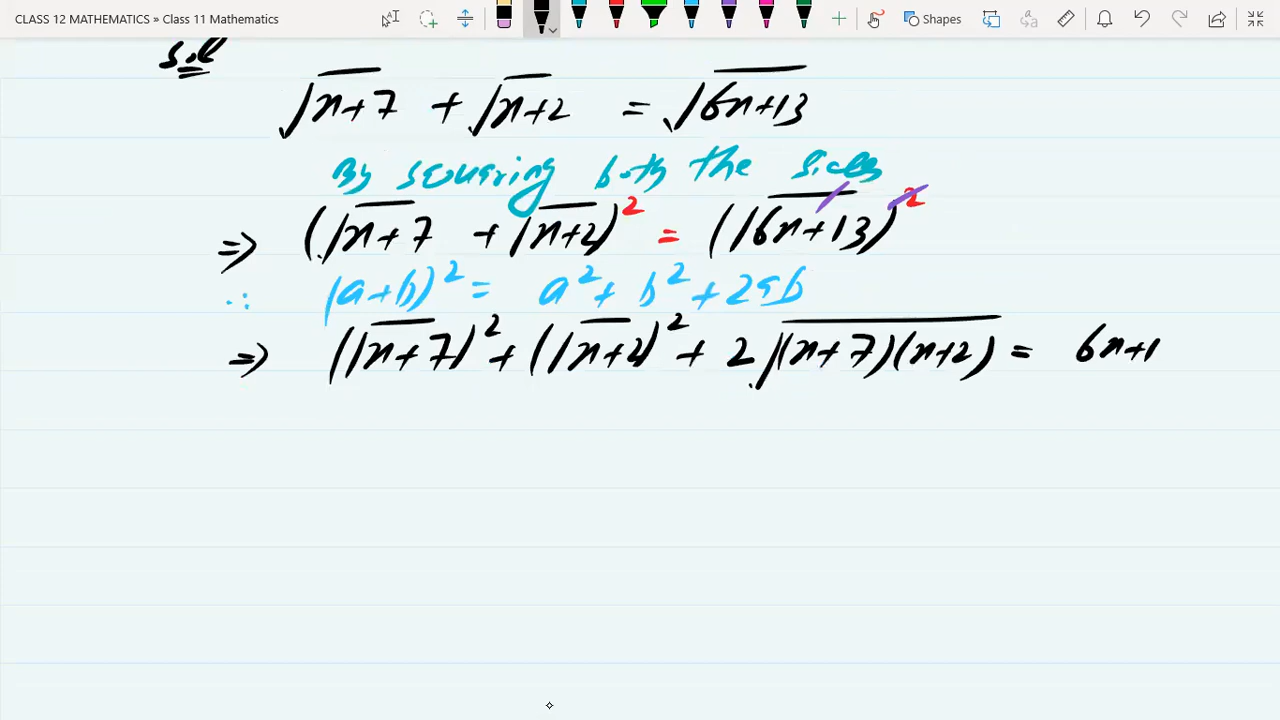 CLASS 12 MATHEMATICS » Class 11 Mathematics
Shapes
Sol
√x+7 + √x+2 = √6x+13
By squaring both the sides
⇒ (√x+7 + √x+2)² = (√6x+13)²
∴ (a+b)² = a² + b² + 2ab
⇒ (√x+7)² + (√x+2)² + 2√(x+7)(x+2) = 6x+1